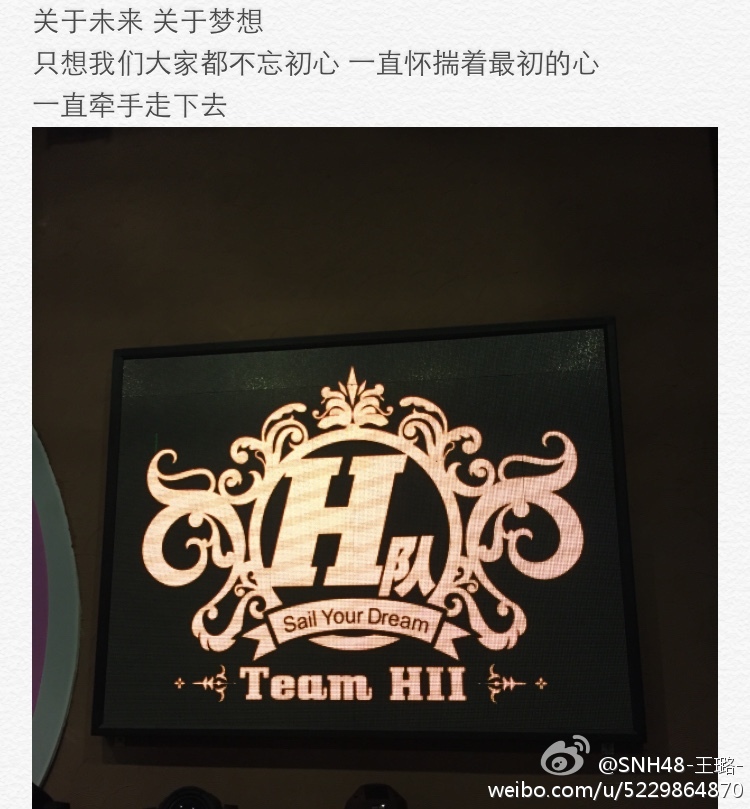 关于未来 关于梦想
只想我们大家都不忘初心 一直怀揣着最初的心
一直牵手走下去
H队
Sail Your Dream
Team HII
@SNH48-王璐-
weibo.com/u/5229864870